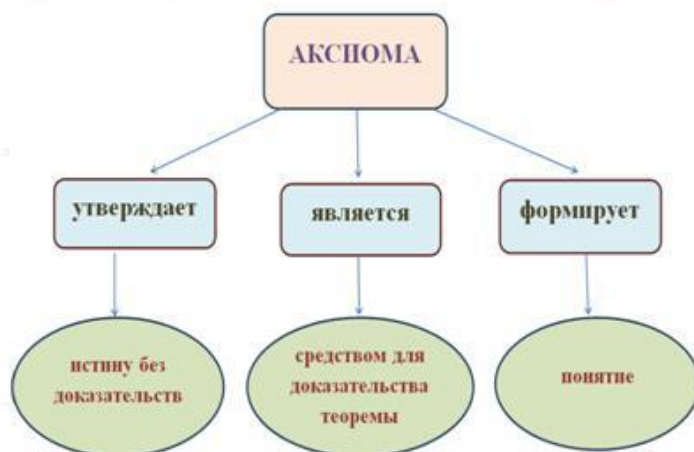 АКСИОМА
утверждает
является
формирует
истину без
доказательств
средством для
доказательства
теоремы
понятие